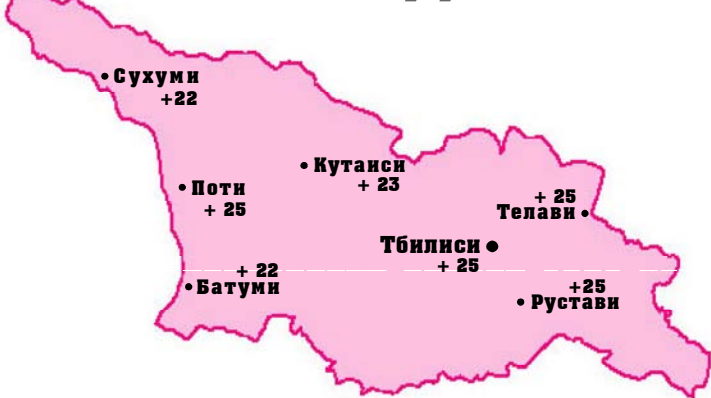 Сухуми
+22
Кутаиси
+ 23
Поти
+ 25
+ 25
Телави
Тбилиси
+ 25
+ 22
Батуми
+25
Рустави